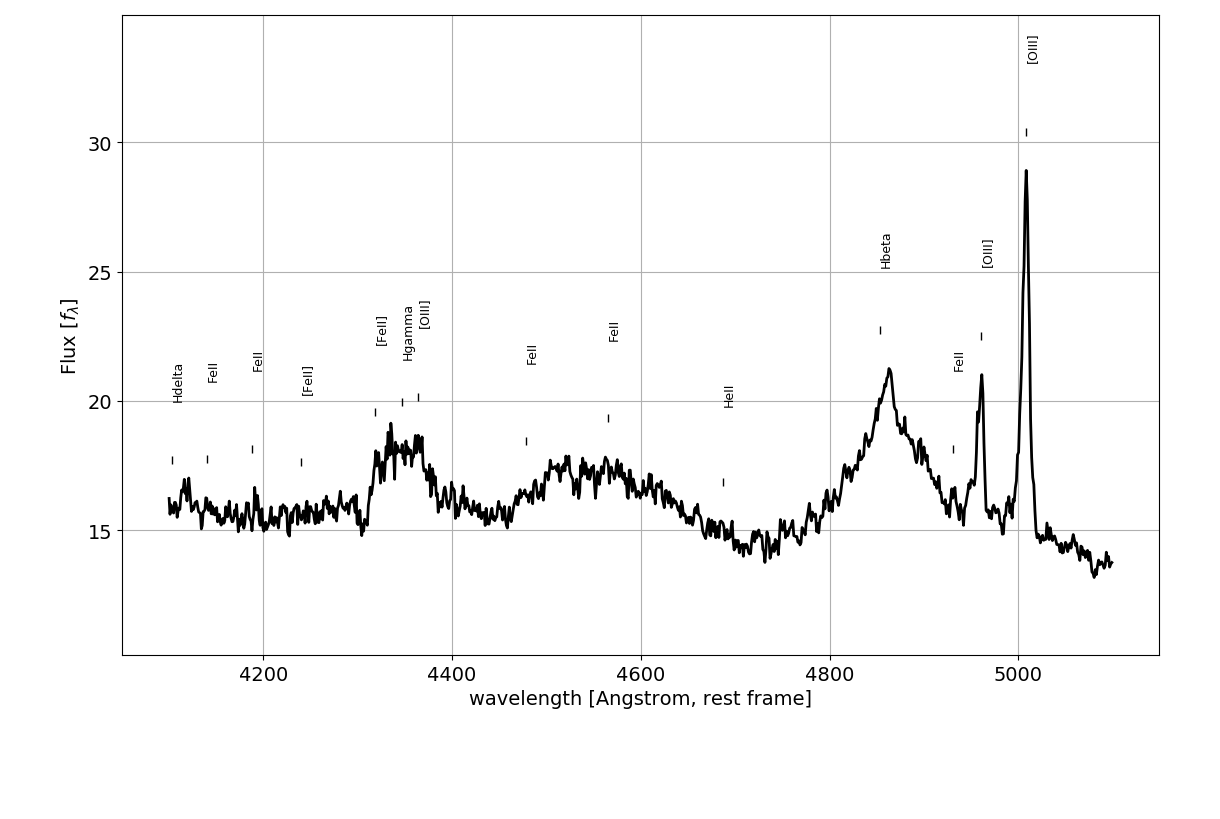 [OIII]
Hbeta
[OIII]
[FeII]
Hgamma
[OIII]
Hdelta
FeII
FeII
[FeII]
FeII
FeII
HeII
FeII
30
25
20
15
Flux [fλ]
4200
4400
4600
4800
5000
wavelength [Angstrom, rest frame]